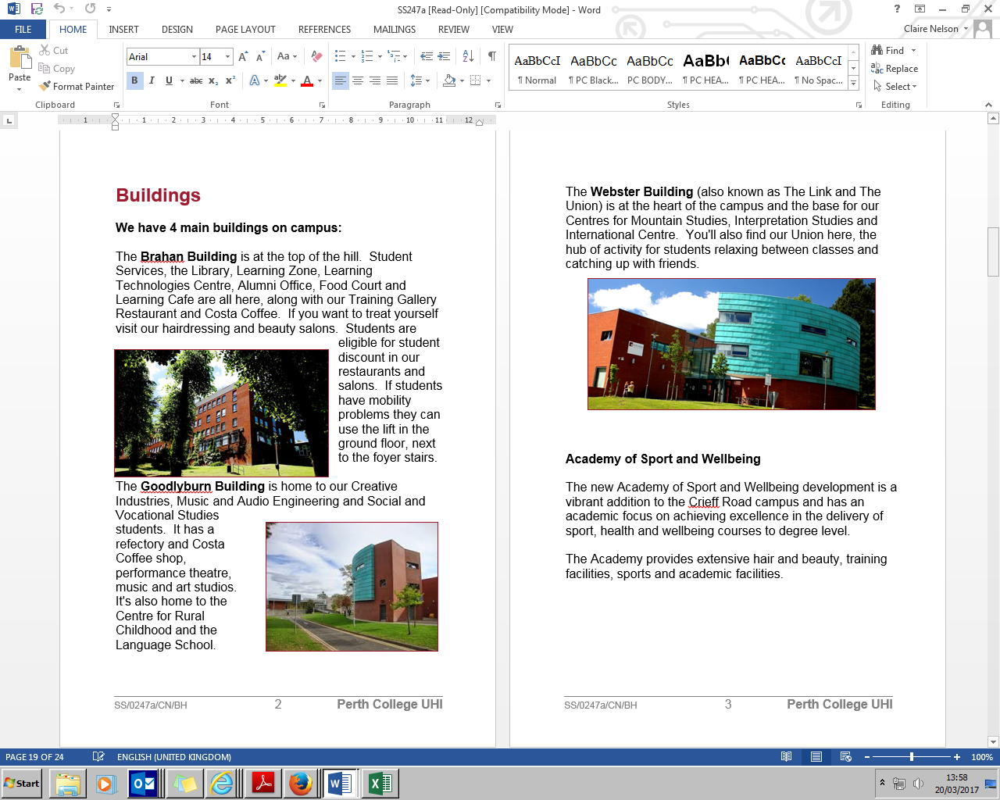 SS247a [Read-Only] [Compatibility Mode] - Word
FILE HOME INSERT DESIGN PAGE LAYOUT REFERENCES MAILINGS REVIEW VIEW
Claire Nelson
Paste
Cut
Copy
Format Painter
Clipboard
Arial 14
Font
Paragraph
AaBbCcI AaBbCc AaBbCc AaBb( AaBbCc AaBbCcI
¶ Normal ¶ PC Black... PC BODY... ¶ PC HEA... ¶ PC HEA... ¶ No Spac...
Styles
Find
Replace
Select
Editing
1 1 2 3 4 5 6 7 8 9 10 11 12
Buildings
We have 4 main buildings on campus:
The Brahan Building is at the top of the hill.  Student
Services, the Library, Learning Zone, Learning
Technologies Centre, Alumni Office, Food Court and
Learning Cafe are all here, along with our Training Gallery
Restaurant and Costa Coffee.  If you want to treat yourself
visit our hairdressing and beauty salons.  Students are
eligible for student
discount in our
restaurants and
salons.  If students
have mobility
problems they can
use the lift in the
ground floor, next
to the foyer stairs.
The Goodlyburn Building is home to our Creative
Industries, Music and Audio Engineering and Social and
Vocational Studies
students.  It has a
refectory and Costa
Coffee shop,
performance theatre,
music and art studios.
It's also home to the
Centre for Rural
Childhood and the
Language School.
SS/0247a/CN/BH 2 Perth College UHI
The Webster Building (also known as The Link and The
Union) is at the heart of the campus and the base for our
Centres for Mountain Studies, Interpretation Studies and
International Centre.  You'll also find our Union here, the
hub of activity for students relaxing between classes and
catching up with friends.
Academy of Sport and Wellbeing
The new Academy of Sport and Wellbeing development is a
vibrant addition to the Crieff Road campus and has an
academic focus on achieving excellence in the delivery of
sport, health and wellbeing courses to degree level.
The Academy provides extensive hair and beauty, training
facilities, sports and academic facilities.
SS/0247a/CN/BH 3 Perth College UHI
PAGE 19 OF 24 ENGLISH (UNITED KINGDOM) 100%
Start
13:58
20/03/2017